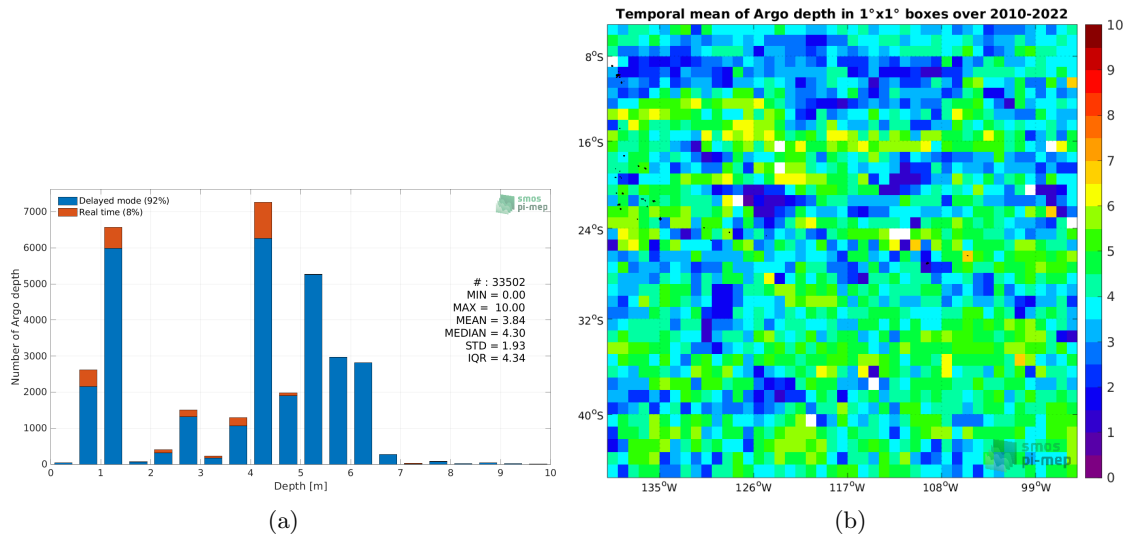 Delayed mode (92%)
Real time (8%)
smos
pi-mep
Number of Argo depth
7000
6000
5000
4000
3000
2000
1000
0
# : 33502
MIN = 0.00
MAX = 10.00
MEAN = 3.84
MEDIAN = 4.30
STD = 1.93
IQR = 4.34
0 1 2 3 4 5 6 7 8 9 10
Depth [m]
(a)
Temporal mean of Argo depth in 1°x1° boxes over 2010-2022
8°S
16°S
24°S
32°S
40°S
135°W 126°W 117°W 108°W 99°W
smos
pi-mep
10
9
8
7
6
5
4
3
2
1
0
(b)